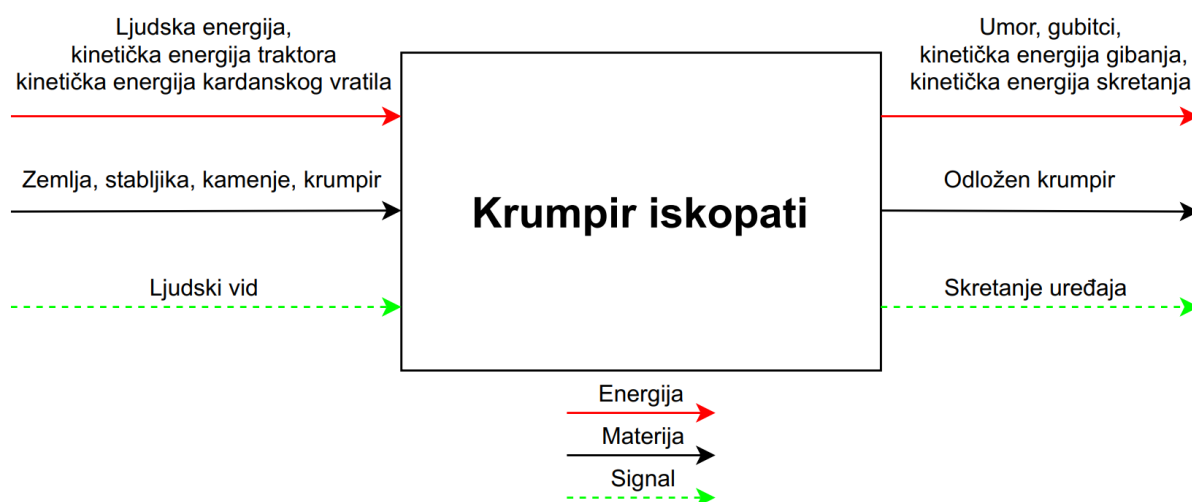 Ljudska energija,
kinetička energija traktora
kinetička energija kardanskog vratila
Umor, gubitci,
kinetička energija gibanja,
kinetička energija skretanja
Zemlja, stabljika, kamenje, krumpir
Krumpir iskopati
Odložen krumpir
Ljudski vid
Skretanje uređaja
Energija
Materija
Signal